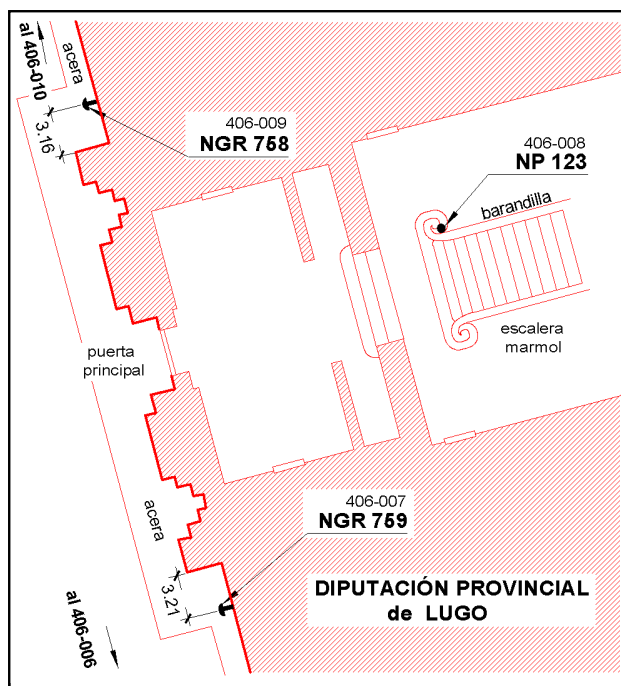 al 406-010
acera
3.16
406-009
NGR 758
406-008
NP 123
barandilla
escalera
marmol
puerta
principal
acera
406-007
NGR 759
3.21
al 406-006
DIPUTACIÓN PROVINCIAL
de LUGO